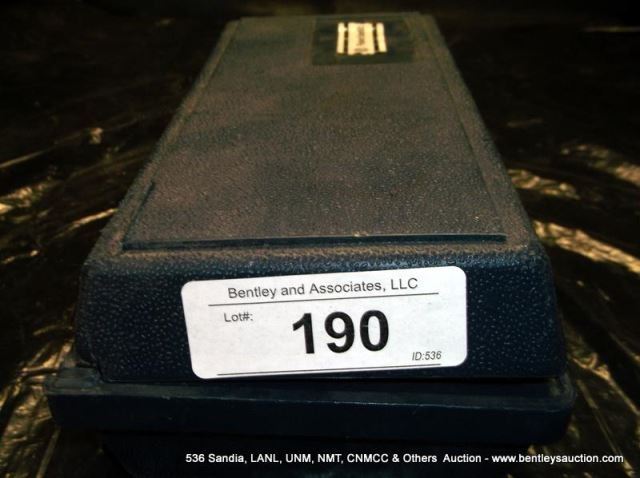 Bentley and Associates, LLC
Lot#: 190
ID:536
536 Sandia, LANL, UNM, NMT, CNMCC & Others Auction - www.bentleysauction.com